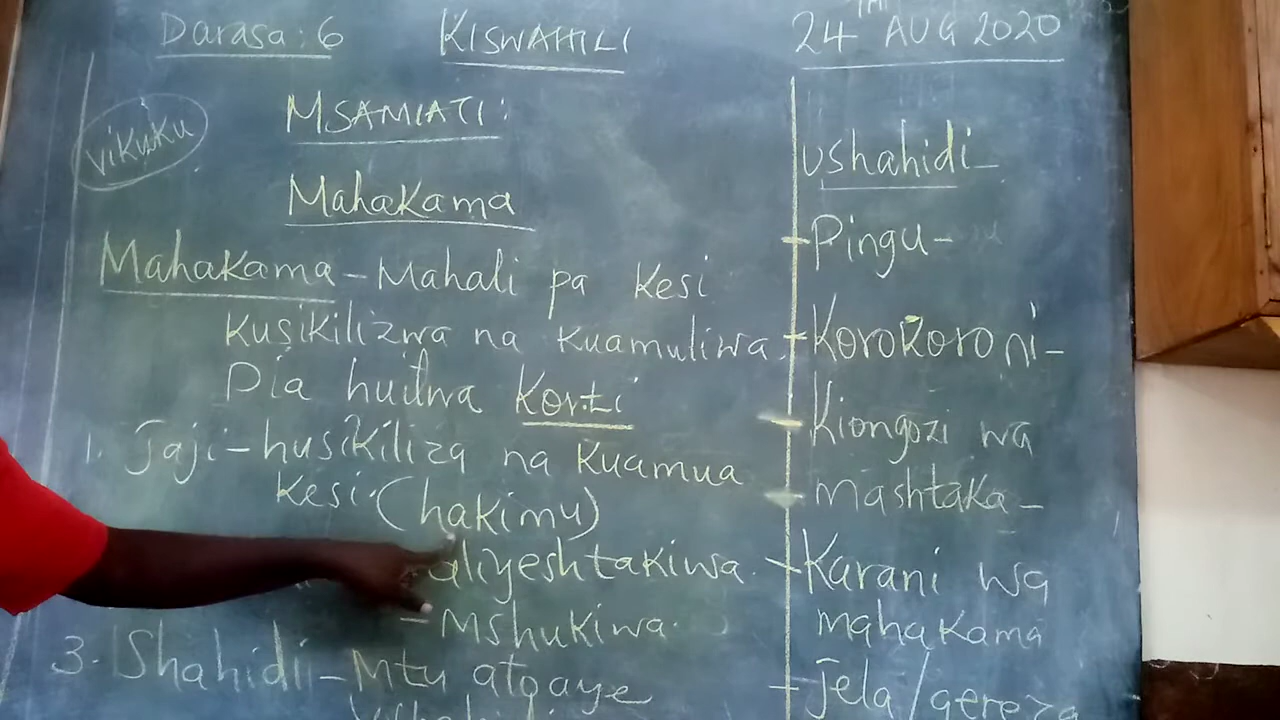 Darasa: 6 KISWAHILI 24TH AUG 2020
vikuku
MSAMIATI:
Mahakama
Mahakama - Mahali pa kesi
kusikilizwa na kuamuliwa.
Pia huitwa Korti
1. Jaji - husikiliza na kuamua
kesi. (hakimu)
aliyeshtakiwa.
- Mshukiwa.
3. Shahidi - Mtu atoaye
ushahidi -
Pingu -
Korokoroni -
Kiongozi wa
mashtaka -
Karani wa
mahakama
Jela / gereza